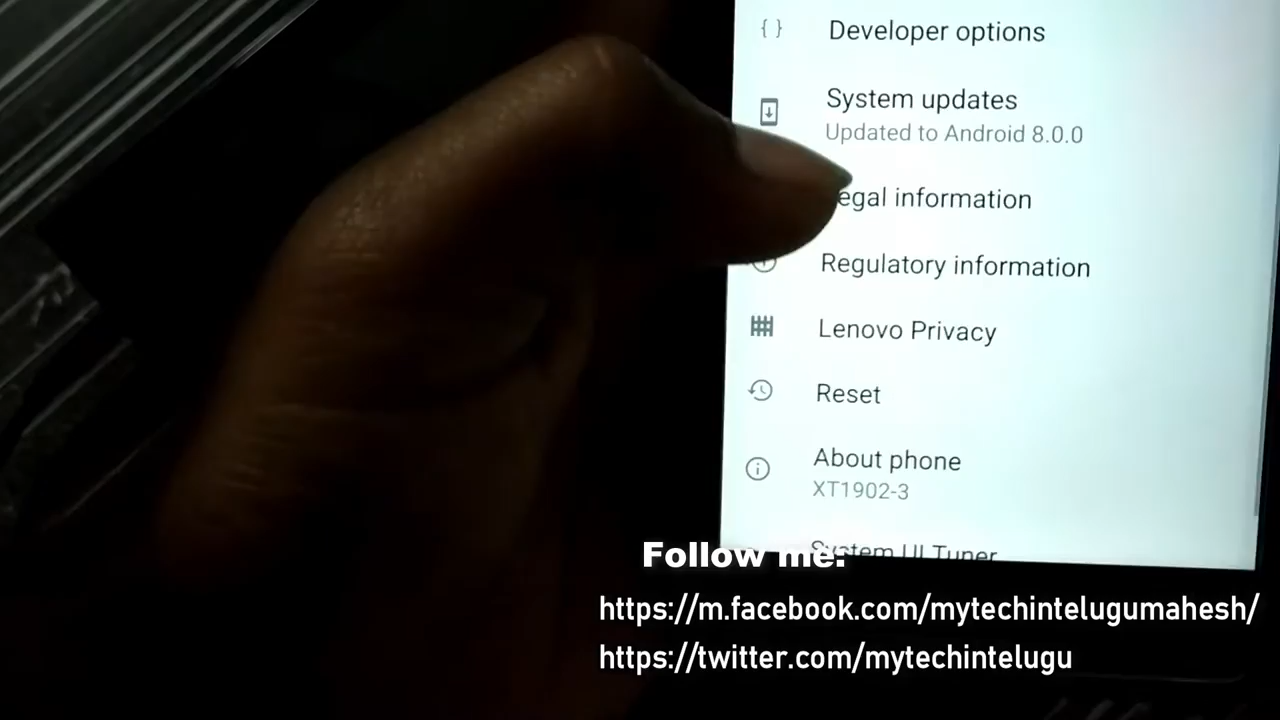 Developer options
System updates
Updated to Android 8.0.0
egal information
Regulatory information
Lenovo Privacy
Reset
About phone
XT1902-3
System UI Tuner
Follow me:
https://m.facebook.com/mytechintelugumahesh/
https://twitter.com/mytechintelugu